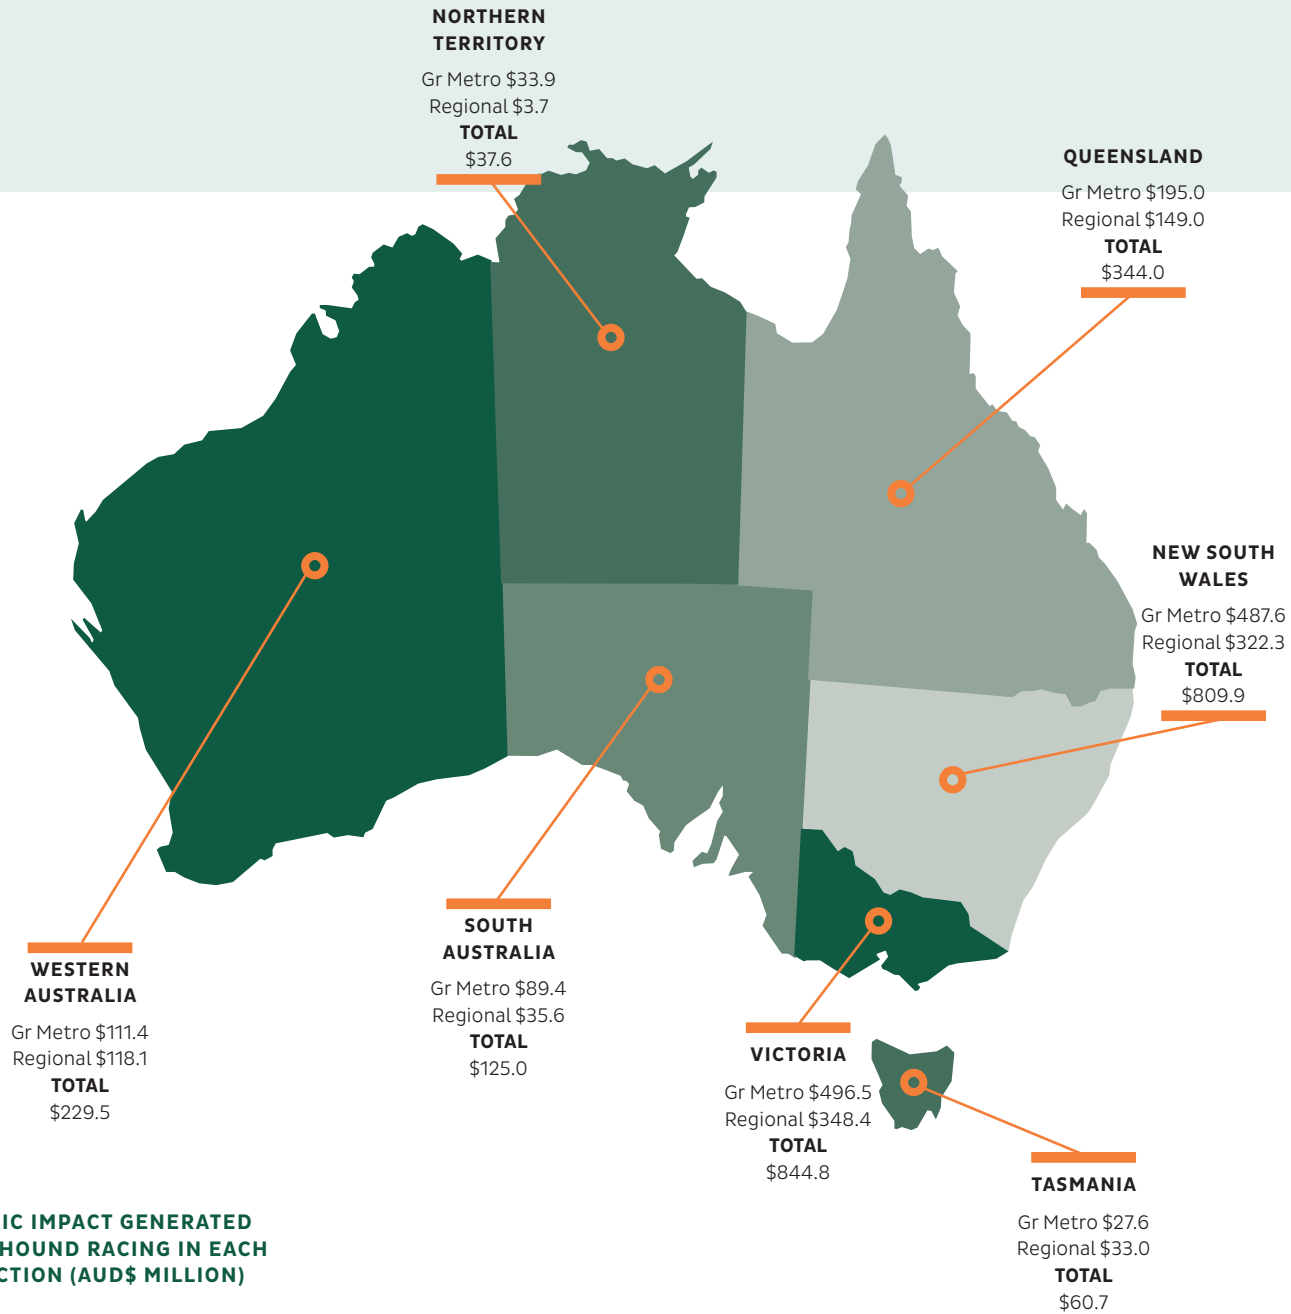 NORTHERN
TERRITORY
Gr Metro $33.9
Regional $3.7
TOTAL
$37.6
QUEENSLAND
Gr Metro $195.0
Regional $149.0
TOTAL
$344.0
NEW SOUTH
WALES
Gr Metro $487.6
Regional $322.3
TOTAL
$809.9
WESTERN
AUSTRALIA
Gr Metro $111.4
Regional $118.1
TOTAL
$229.5
SOUTH
AUSTRALIA
Gr Metro $89.4
Regional $35.6
TOTAL
$125.0
VICTORIA
Gr Metro $496.5
Regional $348.4
TOTAL
$844.8
TASMANIA
Gr Metro $27.6
Regional $33.0
TOTAL
$60.7
IC IMPACT GENERATED
HOUND RACING IN EACH
CTION (AUD$ MILLION)